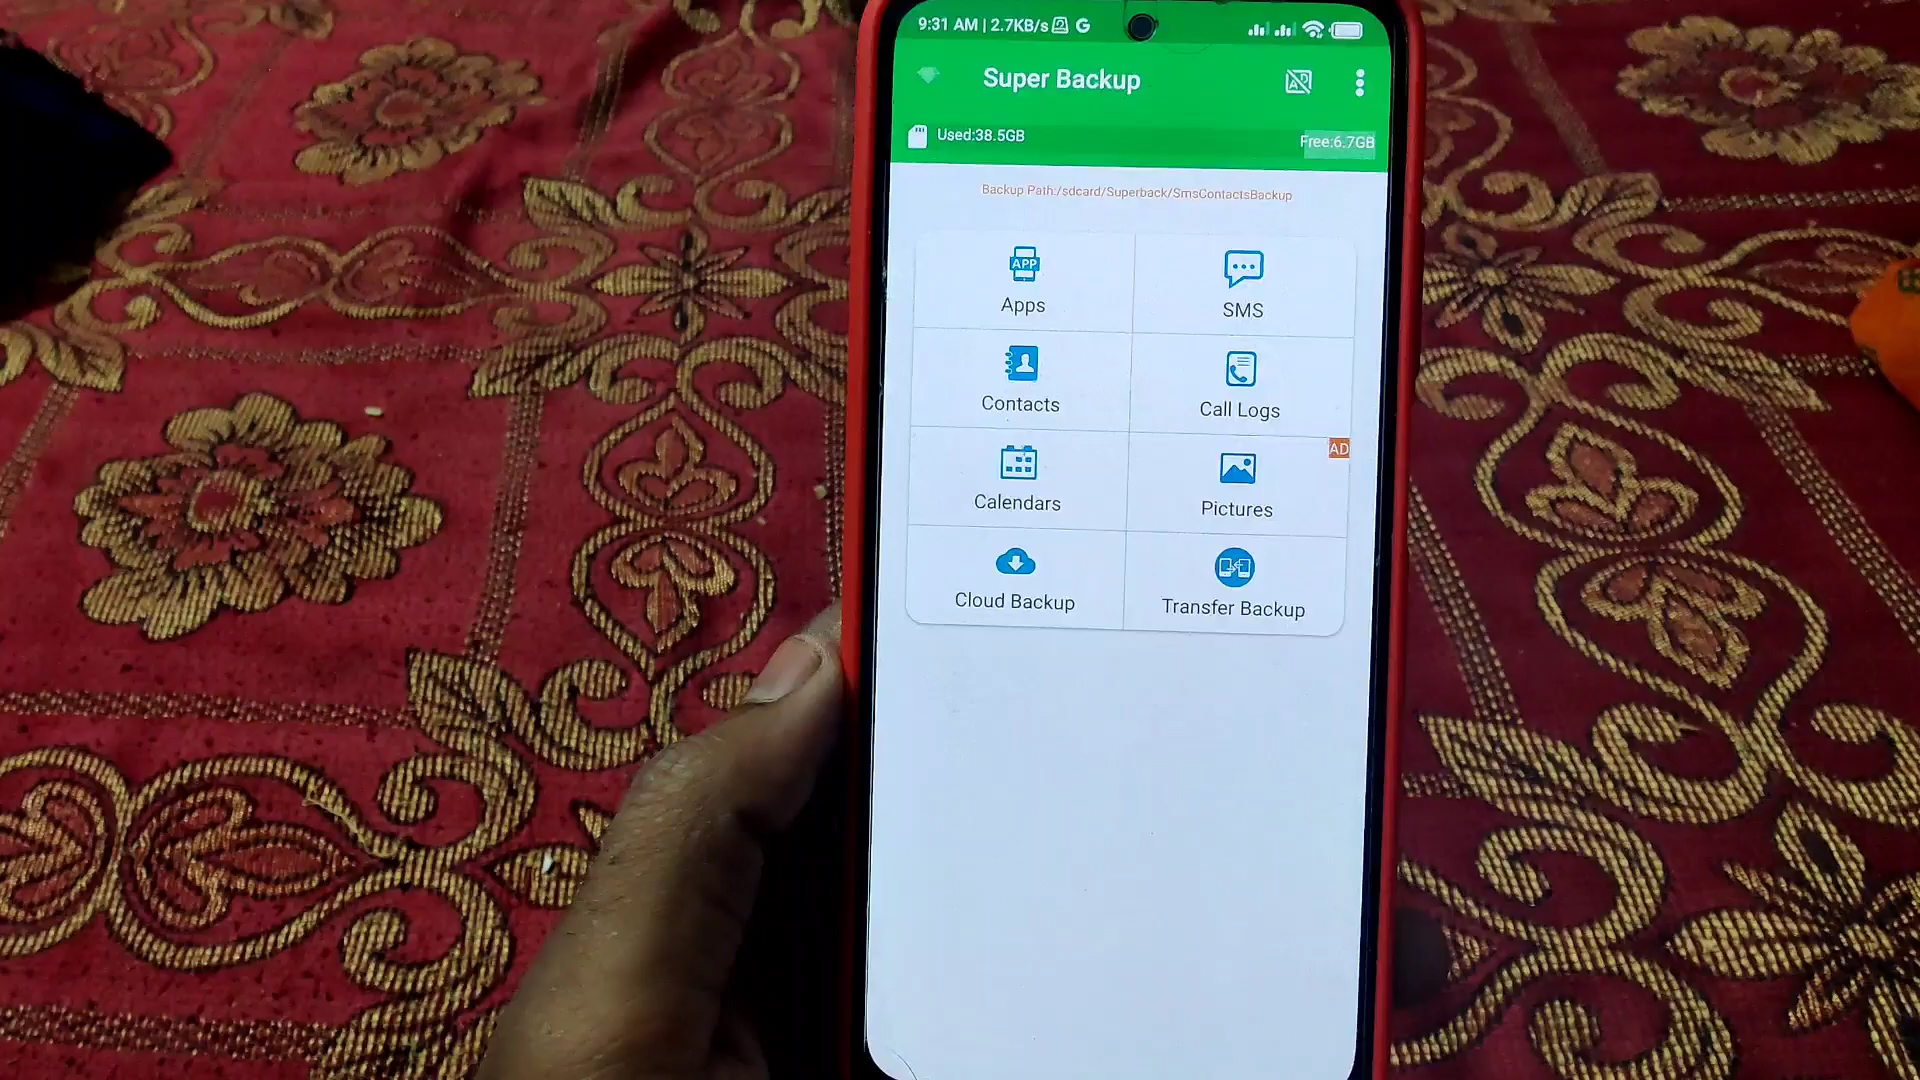 9:31 AM | 2.7KB/s G
Super Backup
AD
Used:38.5GB
Free:6.7GB
Backup Path:/sdcard/Superback/SmsContactsBackup
APP
Apps
SMS
Contacts
Call Logs
AD
Calendars
Pictures
Cloud Backup
Transfer Backup